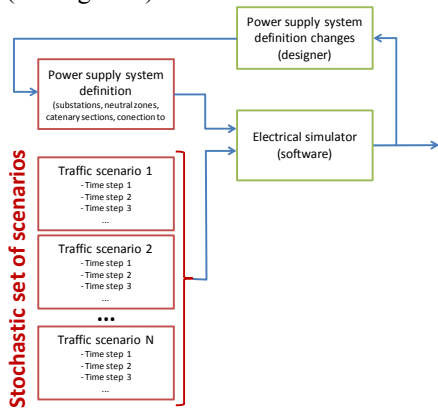 Power supply system
definition changes
(designer)
Power supply system
definition
(substations, neutral zones,
catenary sections, conection to
Electrical simulator
(software)
Stochastic set of scenarios
Traffic scenario 1
- Time step 1
- Time step 2
- Time step 3
...
Traffic scenario 2
- Time step 1
- Time step 2
- Time step 3
...
...
Traffic scenario N
- Time step 1
- Time step 2
- Time step 3
...